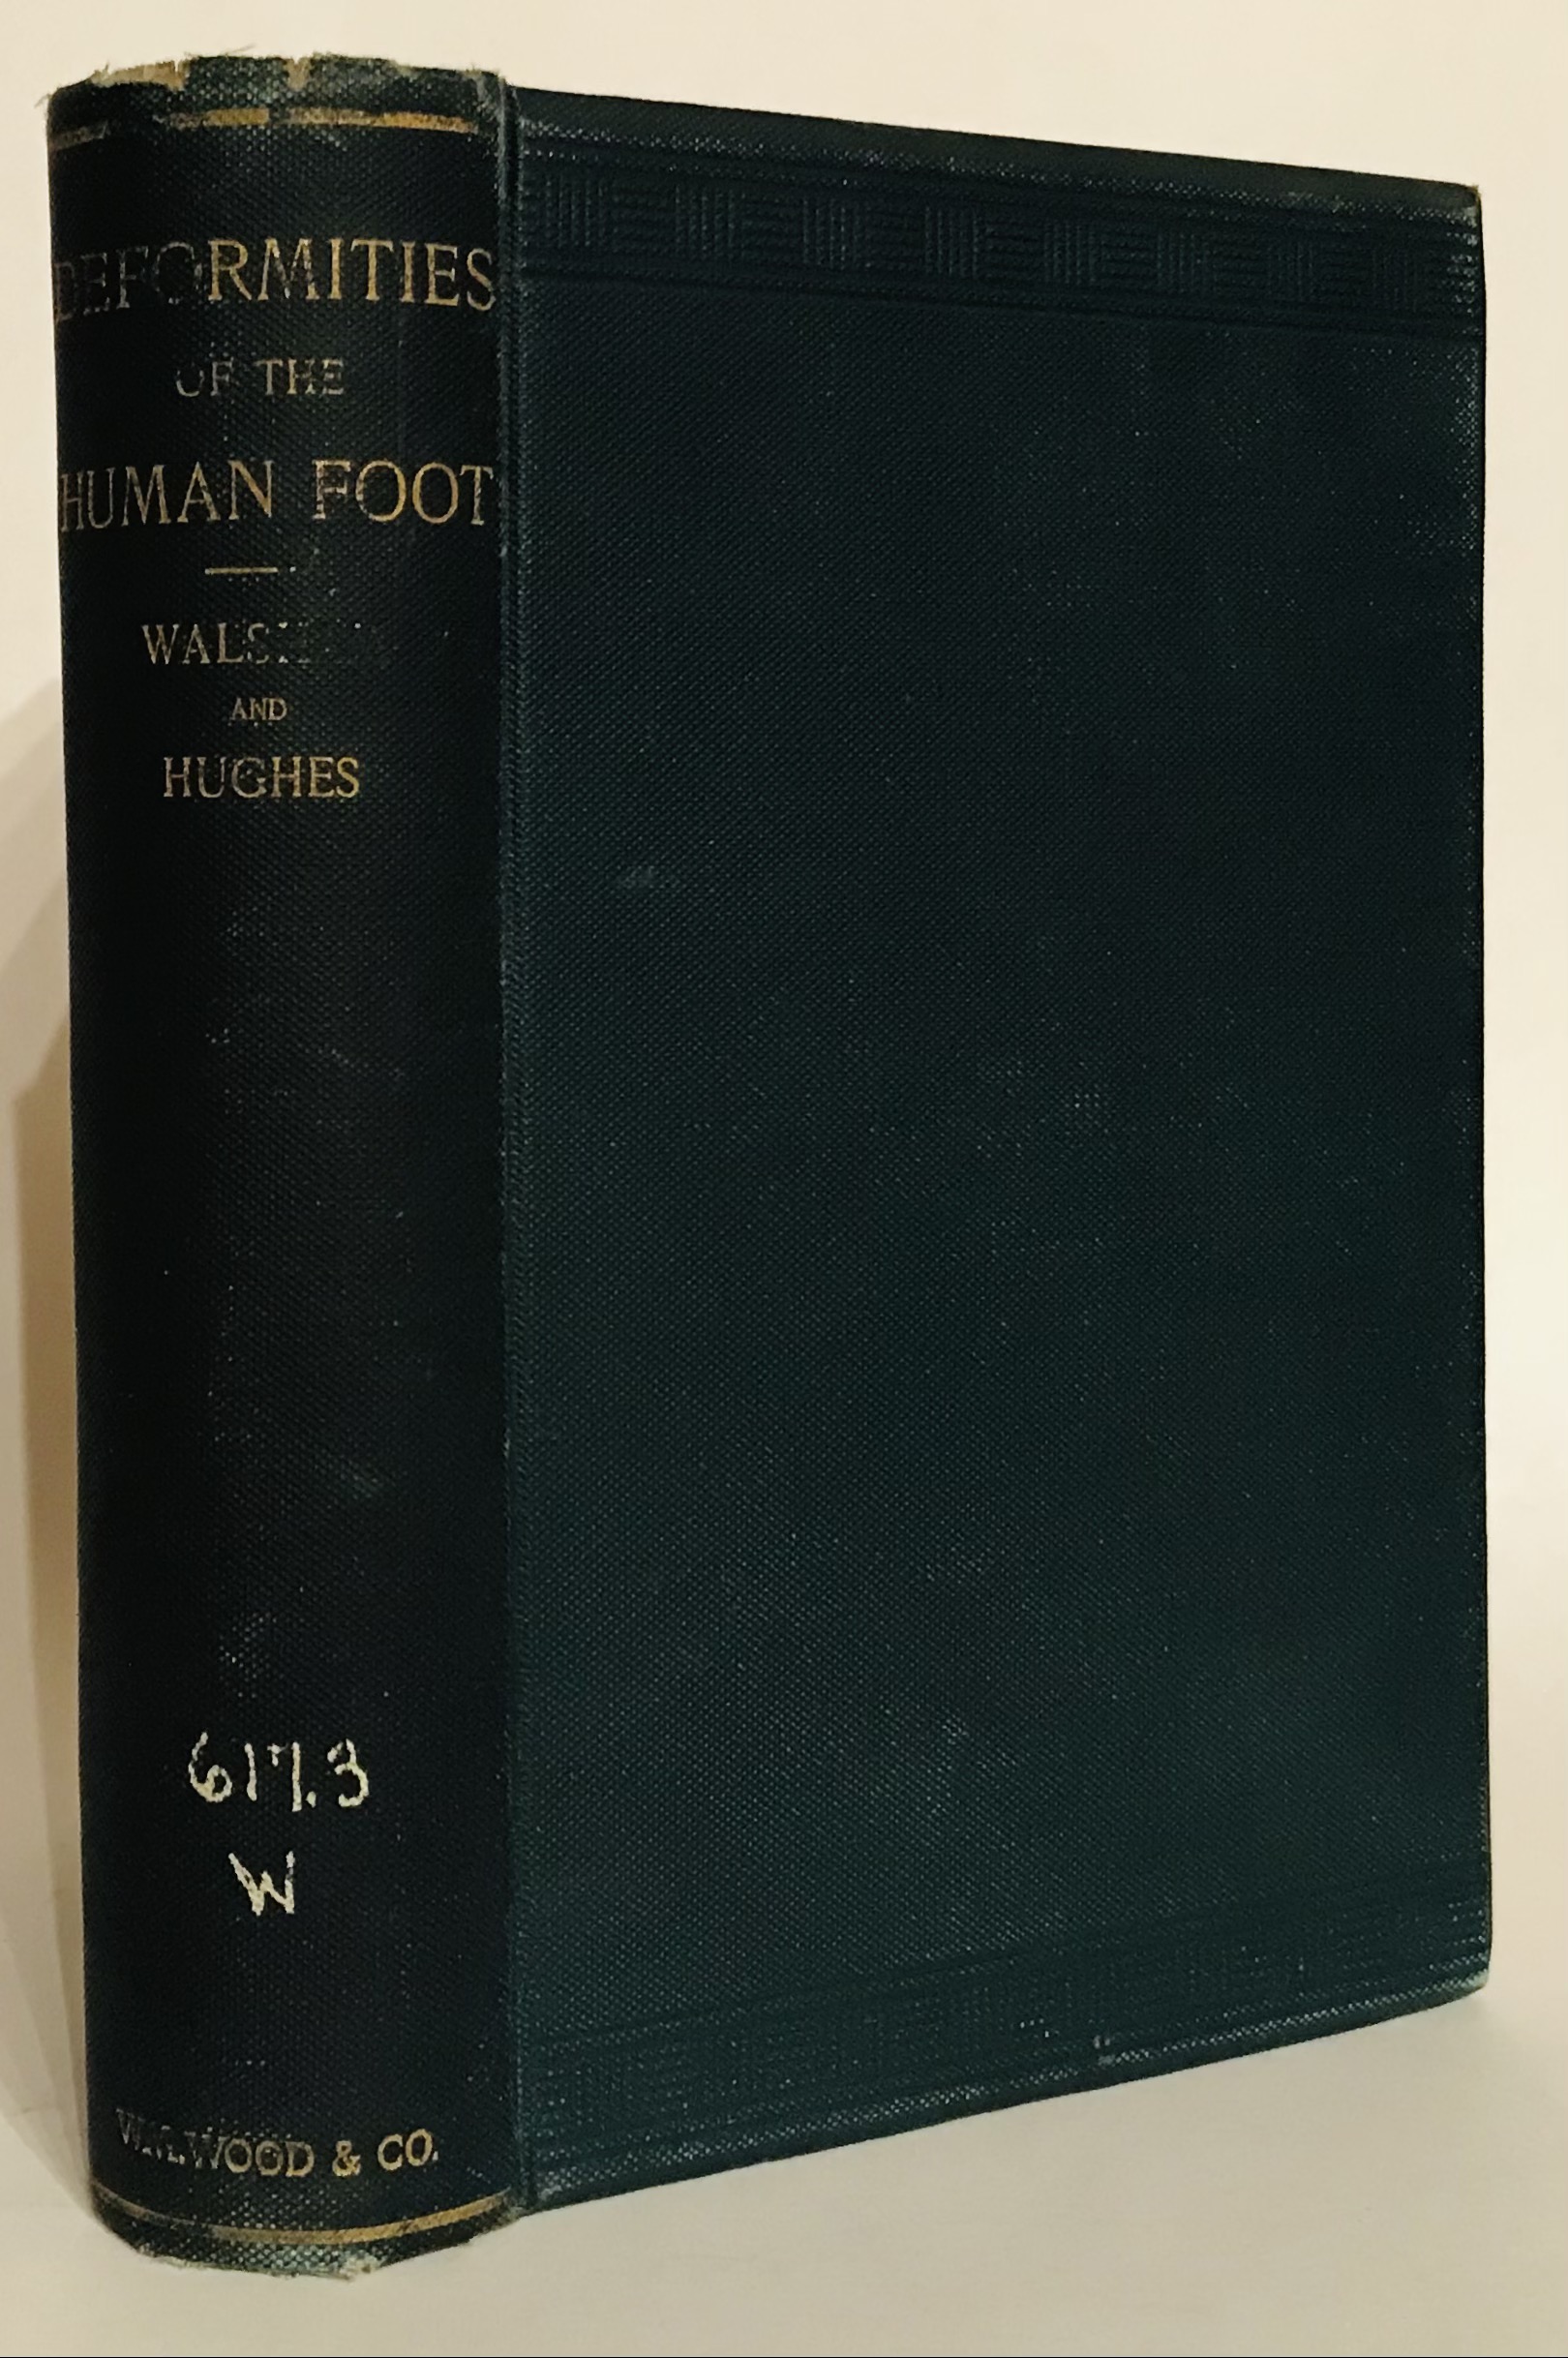 DEFORMITIES
OF THE
HUMAN FOOT
AND
HUGHES
617.3
W
WOOD & CO.